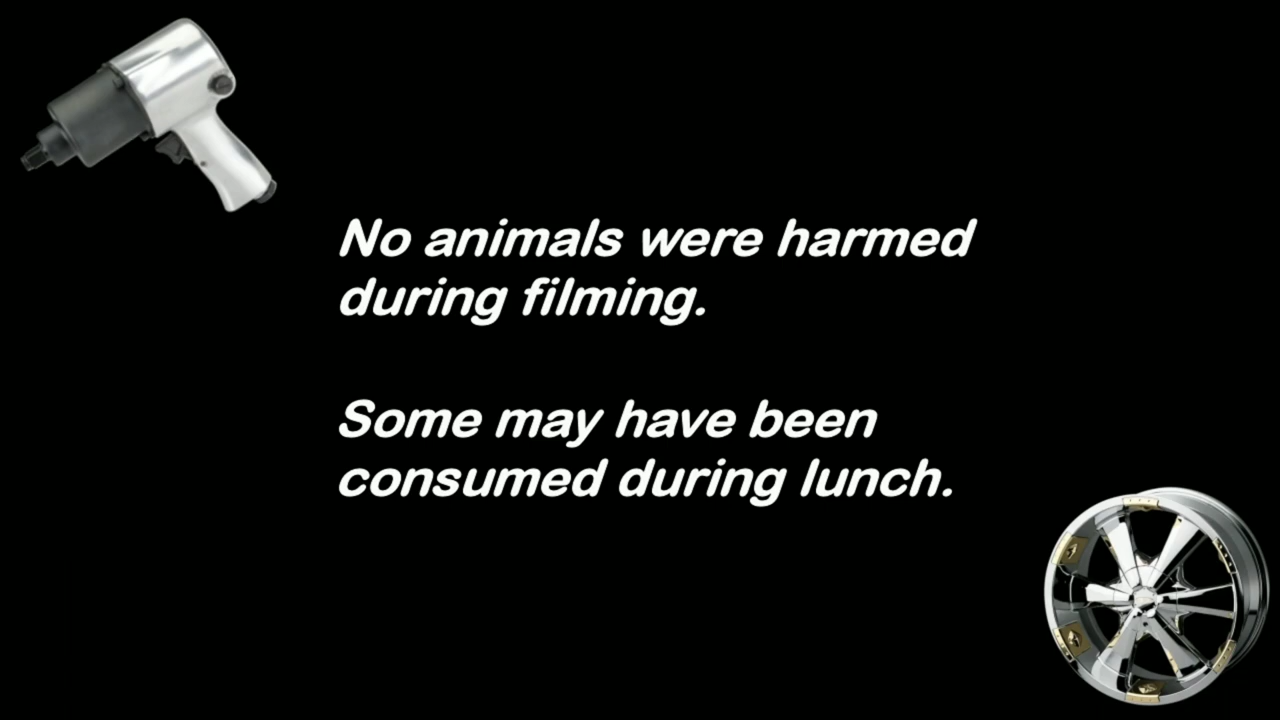 No animals were harmed
during filming.
Some may have been
consumed during lunch.